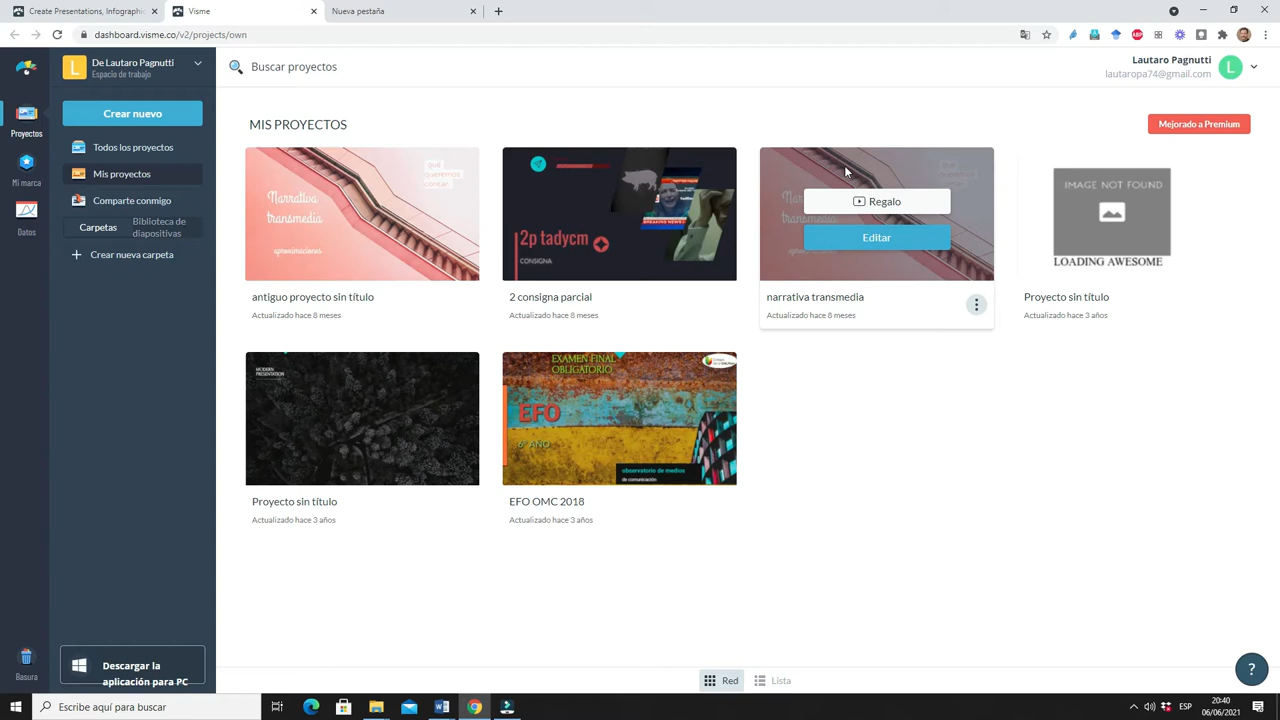 Create Presentations, Infographic
Visme
Nueva pestaña
dashboard.visme.co/v2/projects/own
ABP
L
De Lautaro Pagnutti
Espacio de trabajo
Buscar proyectos
Lautaro Pagnutti
lautaropa74@gmail.com
L
Proyectos
Mi marca
Datos
Basura
Crear nuevo
Todos los proyectos
Mis proyectos
Comparte conmigo
Carpetas
Biblioteca de
diapositivas
Crear nueva carpeta
Descargar la
aplicación para PC
MIS PROYECTOS
Mejorado a Premium
Narrativa
transmedia
aproximaciones
qué
queremos
contar.
antiguo proyecto sin título
Actualizado hace 8 meses
2p tadycm
CONSIGNA
BREAKING NEWS
2 consigna parcial
Actualizado hace 8 meses
Regalo
Editar
narrativa transmedia
Actualizado hace 8 meses
IMAGE NOT FOUND
LOADING AWESOME
Proyecto sin título
Actualizado hace 3 años
MODERN
PRESENTATION
Proyecto sin título
Actualizado hace 3 años
EXAMEN FINAL
OBLIGATORIO
EFO
6° AÑO
observatorio de medios
de comunicación
EFO OMC 2018
Actualizado hace 3 años
Red
Lista
?
Escribe aquí para buscar
ESP
20:40
06/06/2021